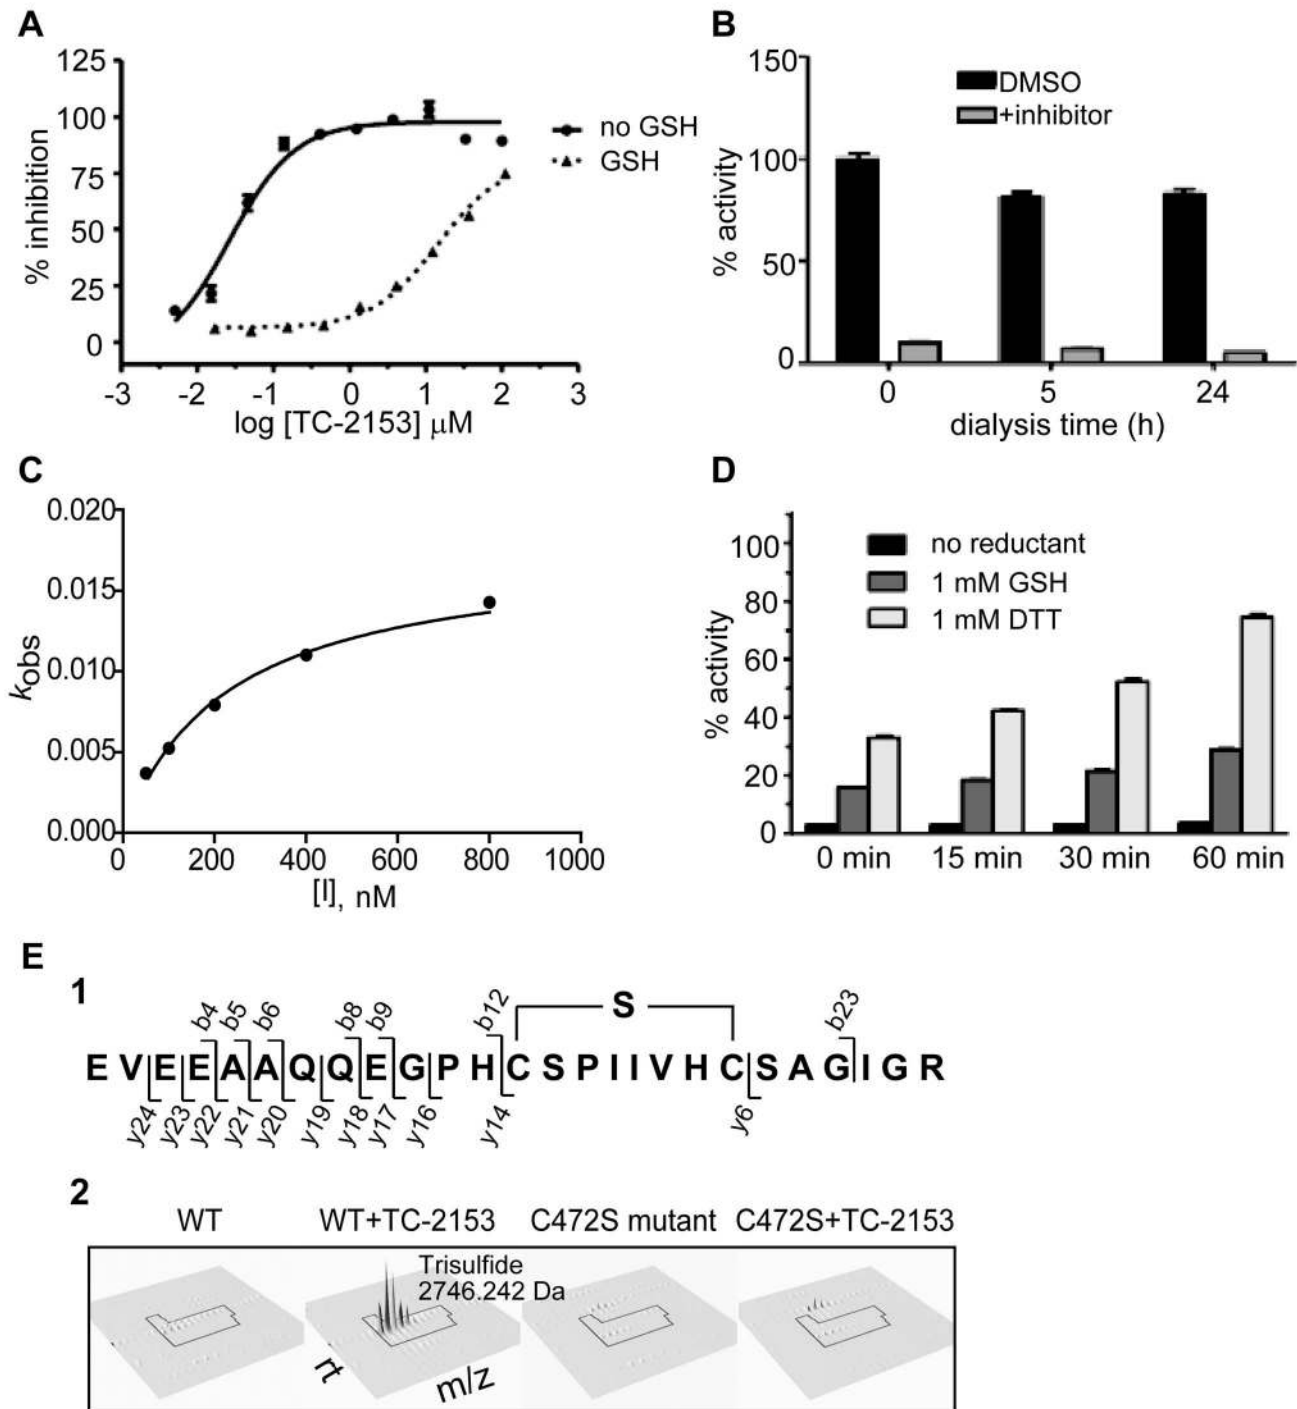 A
125
100
75
50
25
0
% inhibition
-3 -2 -1 0 1 2 3
log [TC-2153] μM
no GSH
GSH
B
150
100
50
0
% activity
DMSO
+inhibitor
0 5 24
dialysis time (h)
C
0.020
0.015
0.010
0.005
0.000
kobs
0 200 400 600 800 1000
[I], nM
D
100
80
60
40
20
0
% activity
no reductant
1 mM GSH
1 mM DTT
0 min 15 min 30 min 60 min
E
1
S
b4 b5 b6 b8 b9 b12 b23
E V E E A A Q Q E G P H C S P I I V H C S A G I G R
y24 y23 y22 y21 y20 y19 y18 y17 y16 y14 y6
2
WT WT+TC-2153 C472S mutant C472S+TC-2153
Trisulfide
2746.242 Da
rt
m/z